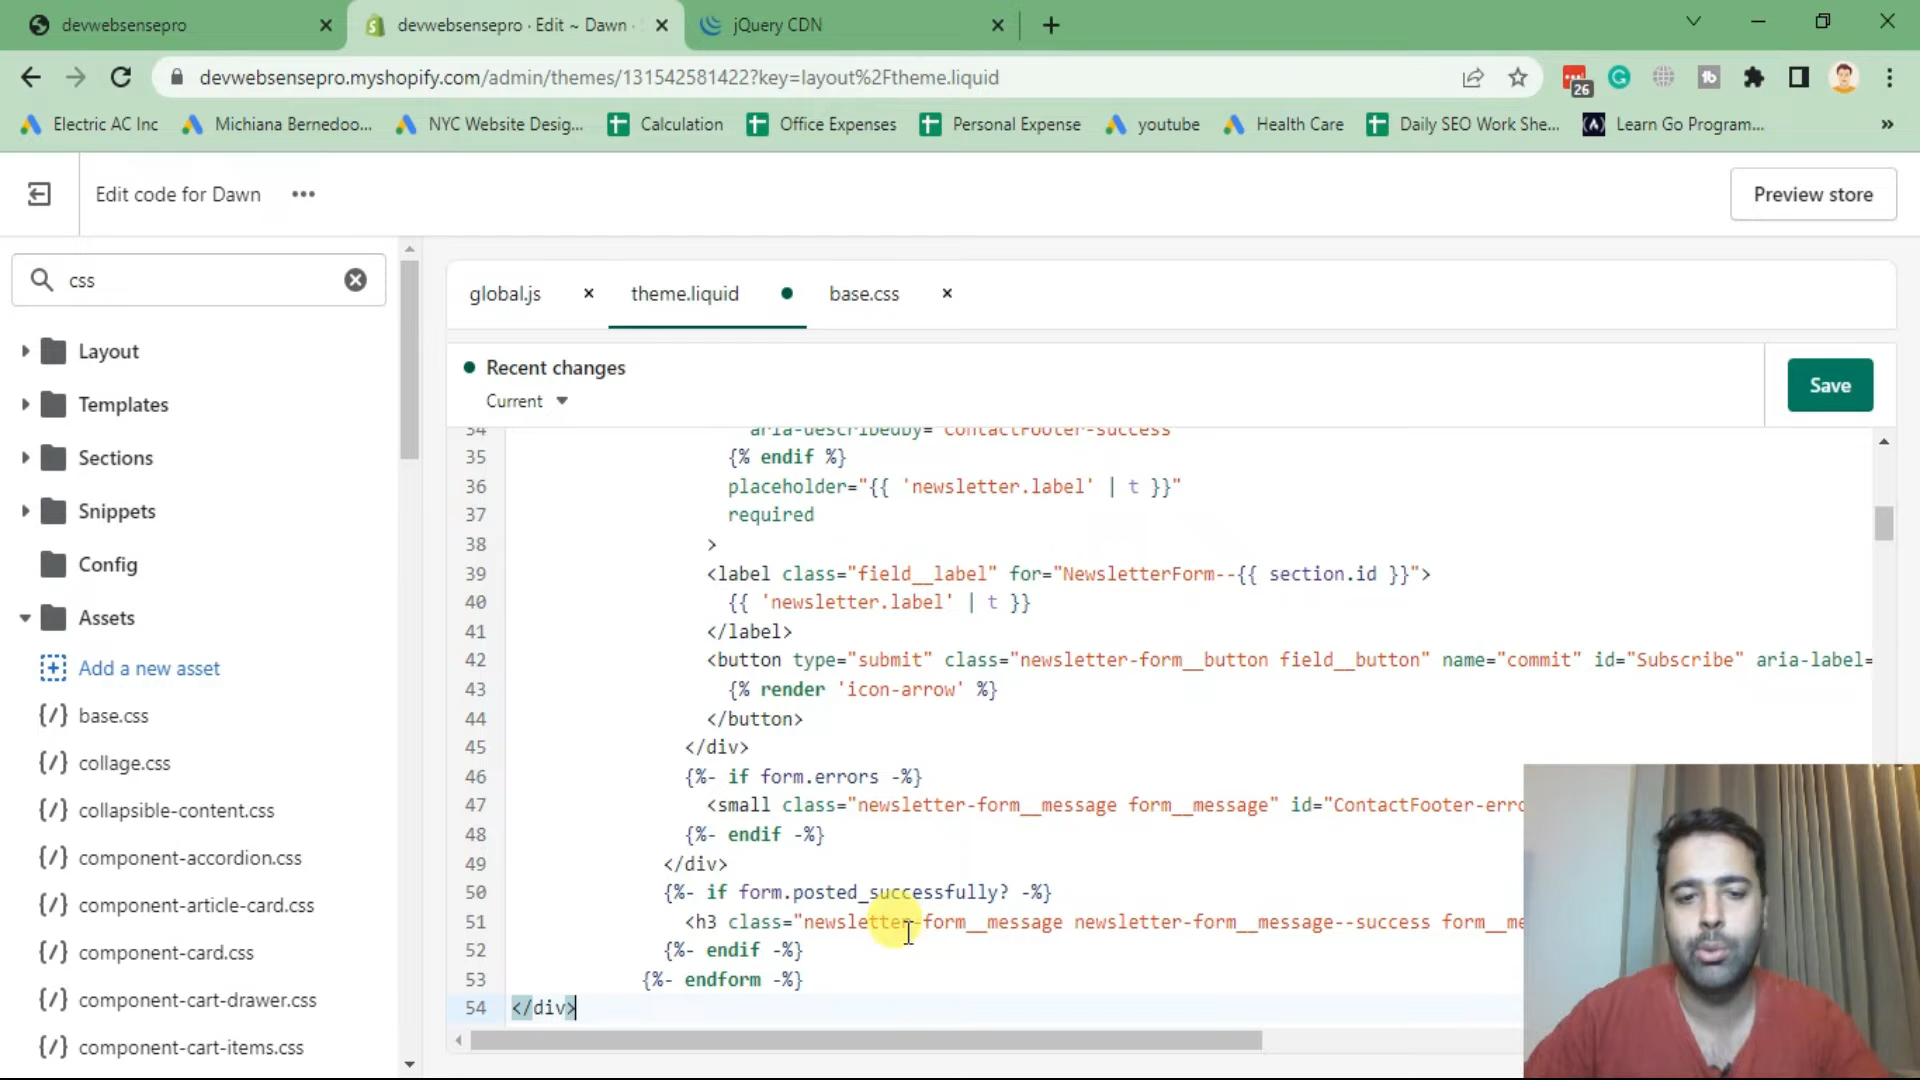 devwebsensepro
devwebsensepro · Edit ~ Dawn ·
jQuery CDN
devwebsensepro.myshopify.com/admin/themes/131542581422?key=layout%2Ftheme.liquid
26
tb
Electric AC Inc
Michiana Bernedoo...
NYC Website Desig...
Calculation
Office Expenses
Personal Expense
youtube
Health Care
Daily SEO Work She...
Learn Go Program...
»
Edit code for Dawn
•••
Preview store
css
Layout
Templates
Sections
Snippets
Config
Assets
Add a new asset
{/} base.css
{/} collage.css
{/} collapsible-content.css
{/} component-accordion.css
{/} component-article-card.css
{/} component-card.css
{/} component-cart-drawer.css
{/} component-cart-items.css
global.js
theme.liquid
base.css
Recent changes
Current
Save
34 aria-describedby="ContactFooter-success
35 {% endif %}
36 placeholder="{{ 'newsletter.label' | t }}"
37 required
38 >
39 <label class="field__label" for="NewsletterForm--{{ section.id }}">
40 {{ 'newsletter.label' | t }}
41 </label>
42 <button type="submit" class="newsletter-form__button field__button" name="commit" id="Subscribe" aria-label=
43 {% render 'icon-arrow' %}
44 </button>
45 </div>
46 {%- if form.errors -%}
47 <small class="newsletter-form__message form__message" id="ContactFooter-erro
48 {%- endif -%}
49 </div>
50 {%- if form.posted_successfully? -%}
51 <h3 class="newsletter-form__message newsletter-form__message--success form__me
52 {%- endif -%}
53 {%- endform -%}
54 </div>